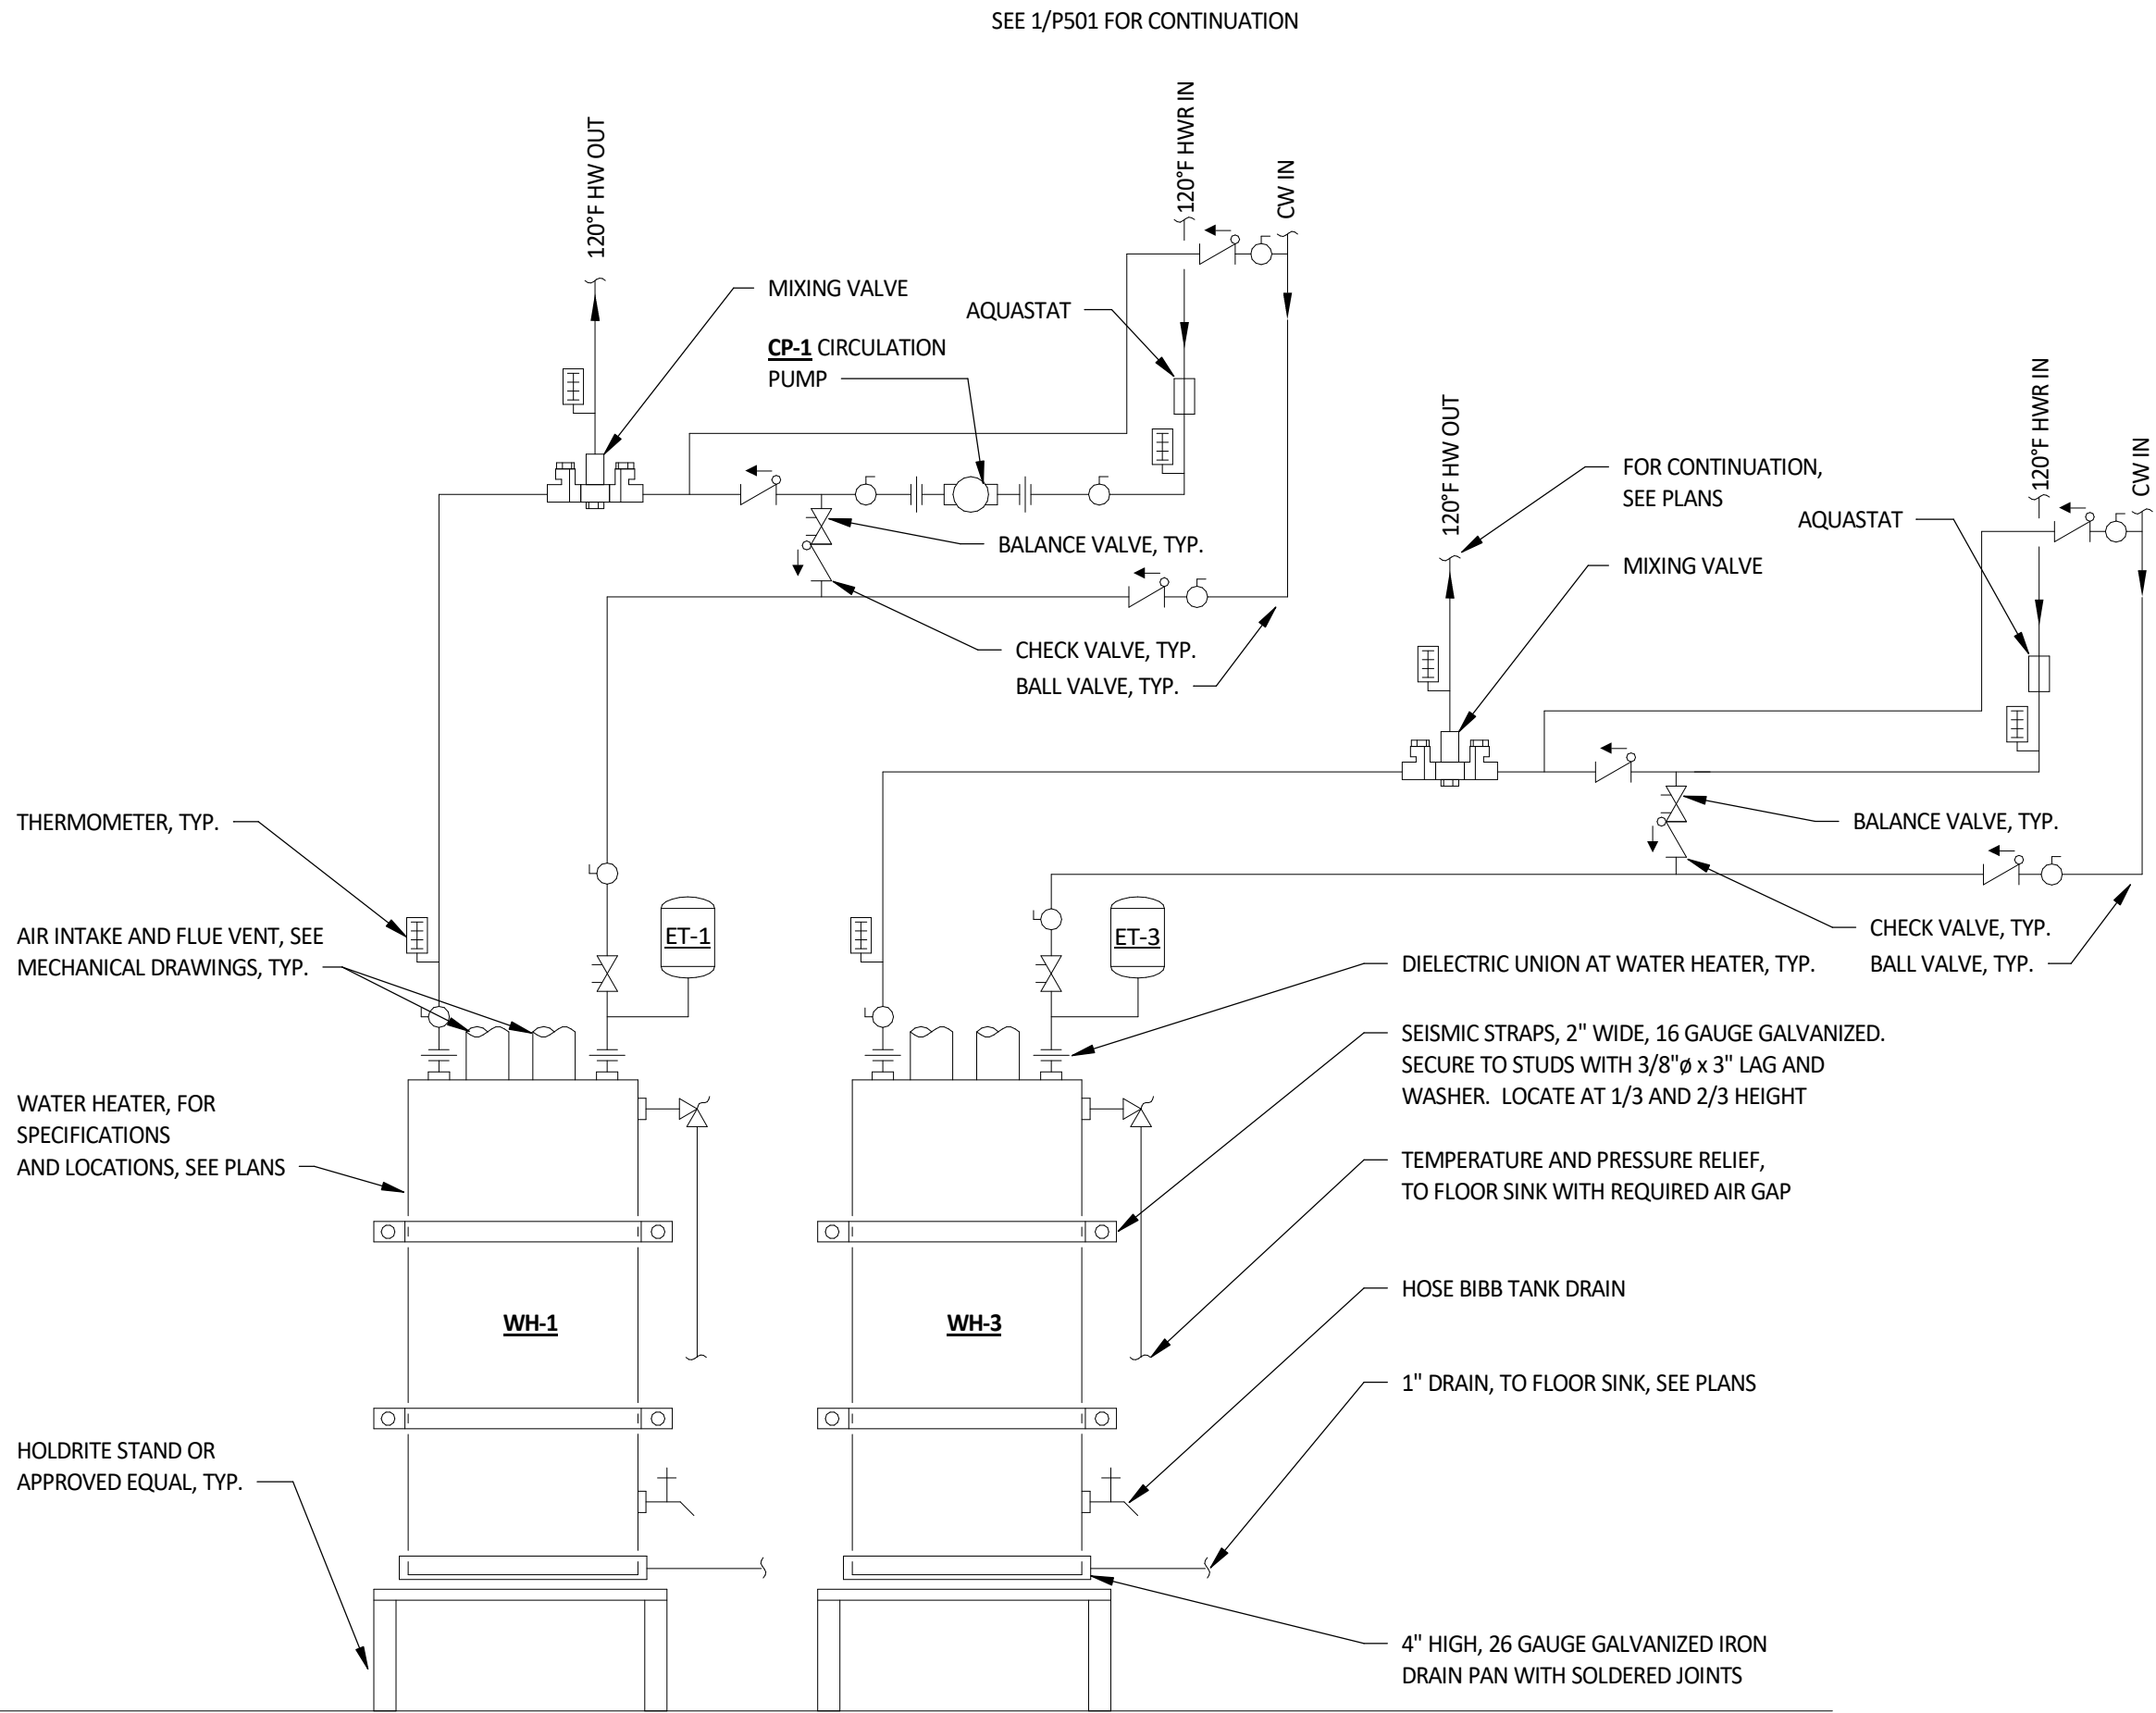 SEE 1/P501 FOR CONTINUATION
120°F HW OUT
120°F HWR IN
CW IN
MIXING VALVE
AQUASTAT
CP-1 CIRCULATION
PUMP
BALANCE VALVE, TYP.
CHECK VALVE, TYP.
BALL VALVE, TYP.
120°F HW OUT
120°F HWR IN
CW IN
FOR CONTINUATION,
SEE PLANS
AQUASTAT
MIXING VALVE
BALANCE VALVE, TYP.
CHECK VALVE, TYP.
BALL VALVE, TYP.
THERMOMETER, TYP.
AIR INTAKE AND FLUE VENT, SEE
MECHANICAL DRAWINGS, TYP.
ET-1
ET-3
DIELECTRIC UNION AT WATER HEATER, TYP.
SEISMIC STRAPS, 2" WIDE, 16 GAUGE GALVANIZED.
SECURE TO STUDS WITH 3/8"ø x 3" LAG AND
WASHER.  LOCATE AT 1/3 AND 2/3 HEIGHT
WATER HEATER, FOR
SPECIFICATIONS
AND LOCATIONS, SEE PLANS
TEMPERATURE AND PRESSURE RELIEF,
TO FLOOR SINK WITH REQUIRED AIR GAP
HOSE BIBB TANK DRAIN
WH-1
WH-3
1" DRAIN, TO FLOOR SINK, SEE PLANS
HOLDRITE STAND OR
APPROVED EQUAL, TYP.
4" HIGH, 26 GAUGE GALVANIZED IRON
DRAIN PAN WITH SOLDERED JOINTS